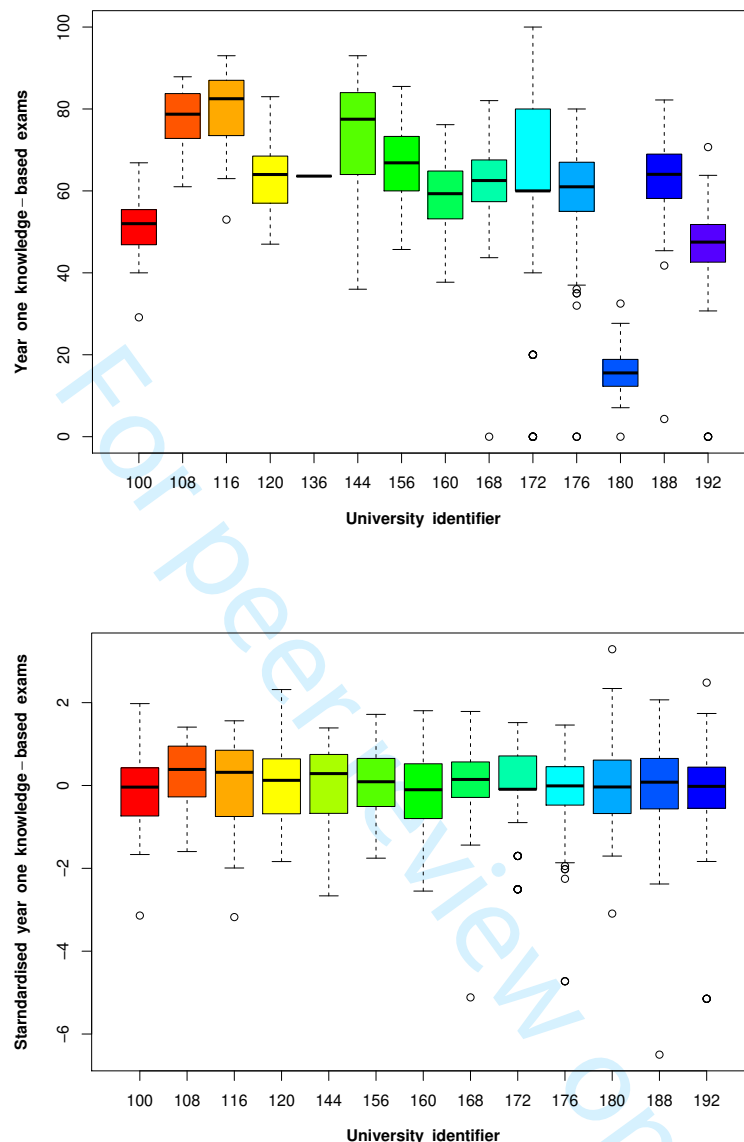 Year one knowledge−based exams
100
80
60
40
20
0
100 108 116 120 136 144 156 160 168 172 176 180 188 192
University identifier
For peer review on
Starndardised year one knowledge−based exams
2
0
-2
-4
-6
100 108 116 120 144 156 160 168 172 176 180 188 192
University identifier